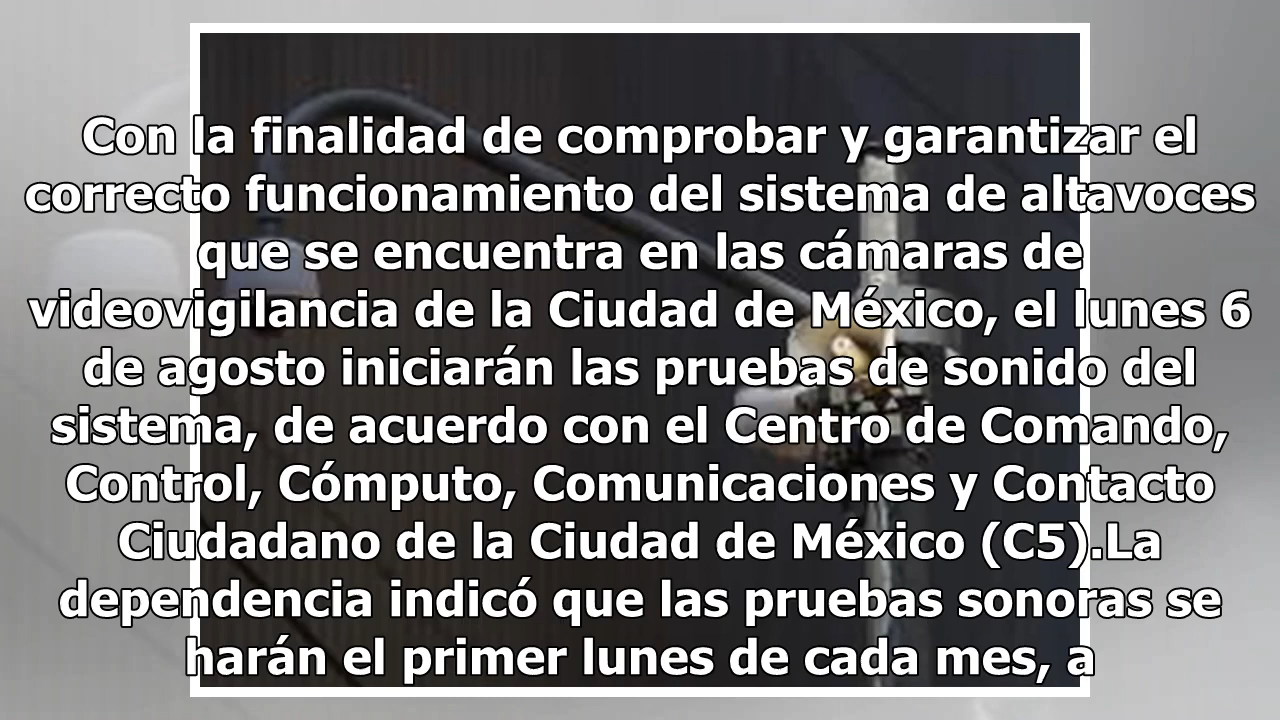 Con la finalidad de comprobar y garantizar el
correcto funcionamiento del sistema de altavoces
que se encuentra en las cámaras de
videovigilancia de la Ciudad de México, el lunes 6
de agosto iniciarán las pruebas de sonido del
sistema, de acuerdo con el Centro de Comando,
Control, Cómputo, Comunicaciones y Contacto
Ciudadano de la Ciudad de México (C5).La
dependencia indicó que las pruebas sonoras se
harán el primer lunes de cada mes, a